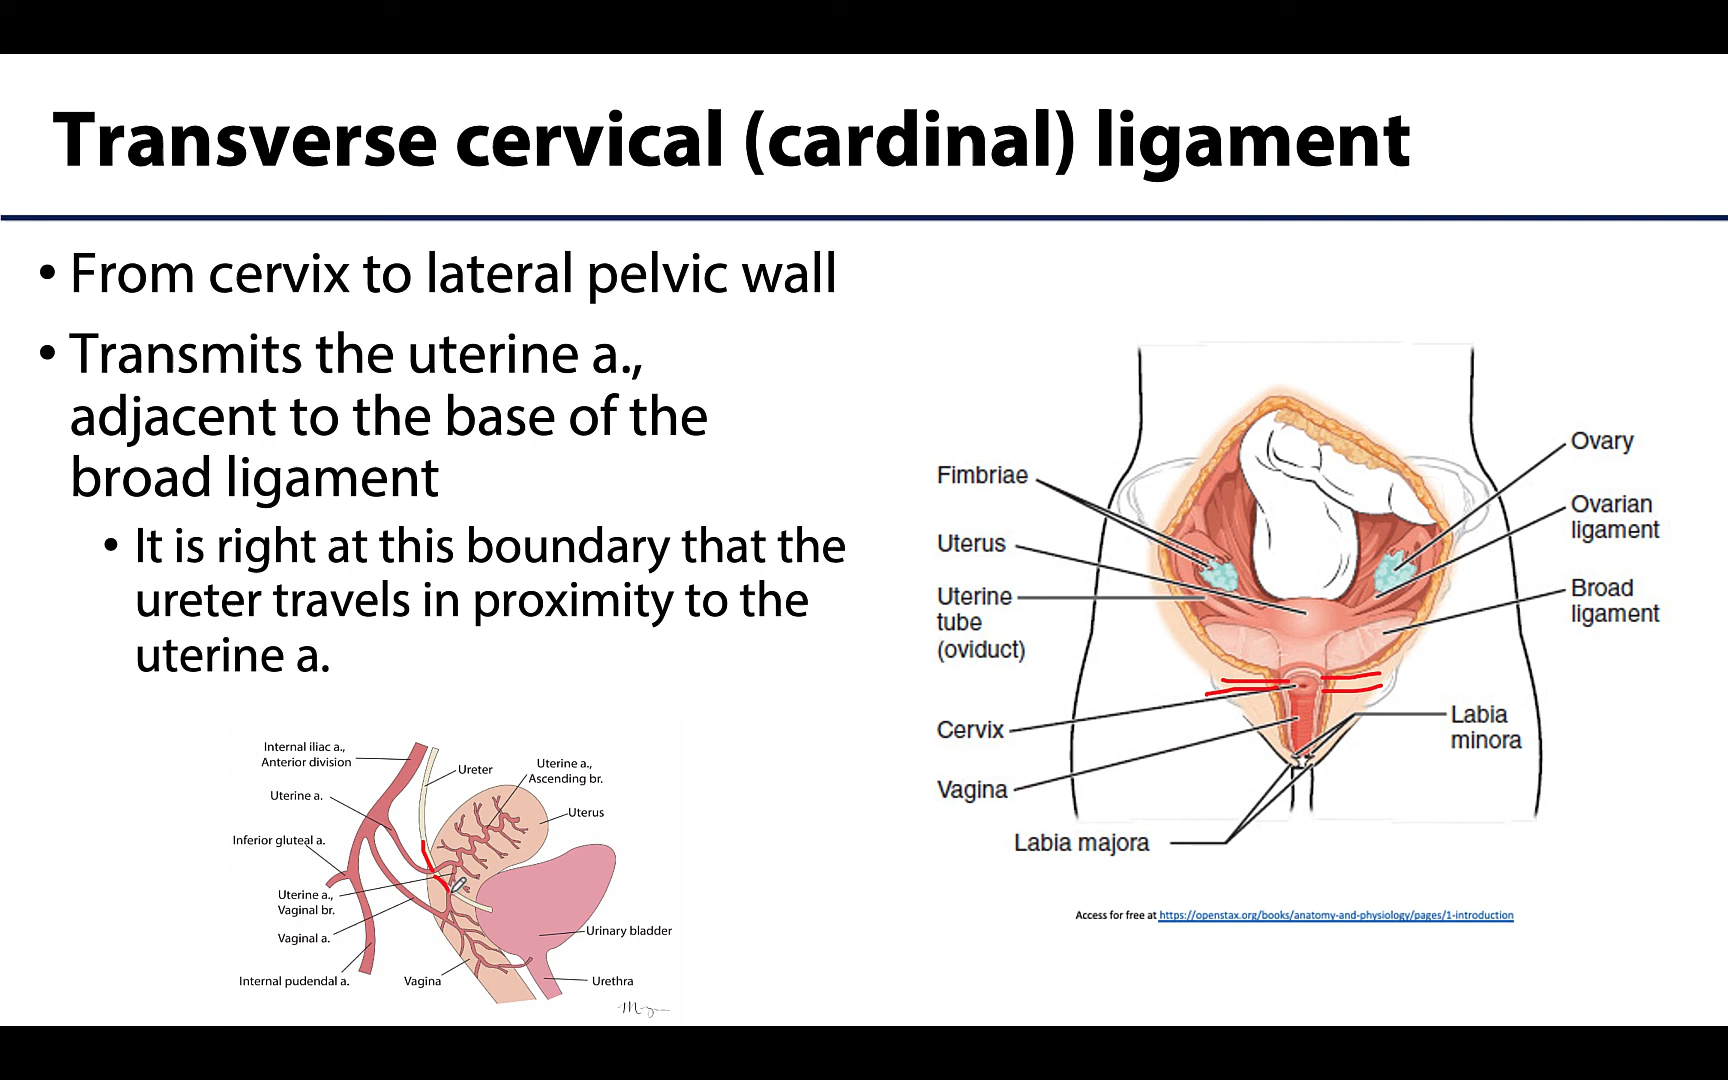 Transverse cervical (cardinal) ligament
• From cervix to lateral pelvic wall
• Transmits the uterine a.,
adjacent to the base of the
broad ligament
• It is right at this boundary that the
ureter travels in proximity to the
uterine a.
Internal iliac a.,
Anterior division
Uterine a.
Inferior gluteal a.
Uterine a.,
Vaginal br.
Vaginal a.
Internal pudendal a.
Ureter
Uterine a.,
Ascending br.
Uterus
Urinary bladder
Vagina
Urethra
Fimbriae
Uterus
Uterine
tube
(oviduct)
Cervix
Vagina
Labia majora
Ovary
Ovarian
ligament
Broad
ligament
Labia
minora
Access for free at https://openstax.org/books/anatomy-and-physiology/pages/1-introduction